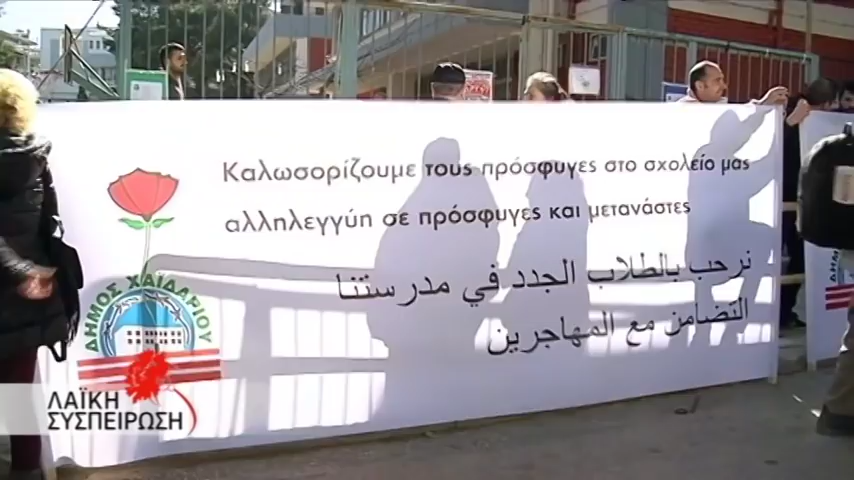 Καλωσορίζουμε τους πρόσφυγες στο σχολείο μας
αλληλεγγύη σε πρόσφυγες και μετανάστες
نرحب بالطلاب الجدد في مدرستنا
التضامن مع المهاجرين
ΔΗΜΟΣ ΧΑΪΔΑΡΙΟΥ
ΛΑΪΚΗ
ΣΥΣΠΕΙΡΩΣΗ